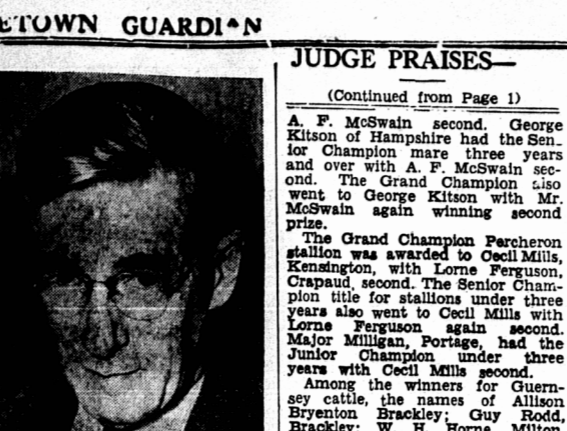 ETOWN GUARDIAN
JUDGE PRAISES—
(Continued from Page 1)
A. F. McSwain second. George
Kitson of Hampshire had the Sen-
ior Champion mare three years
and over with A. F. McSwain sec-
ond. The Grand Champion also
went to George Kitson with Mr.
McSwain again winning second
prize.
The Grand Champion Percheron
stallion was awarded to Cecil Mills,
Kensington, with Lorne Ferguson,
Crapaud, second. The Senior Cham-
pion title for stallions under three
years also went to Cecil Mills with
Lorne Ferguson again second.
Major Milligan, Portage, had the
Junior Champion under three
years with Cecil Mills second.
Among the winners for Guern-
sey cattle, the names of Allison
Bryenton Brackley; Guy Rodd,
Brackley; W. H. Horne, Milton,